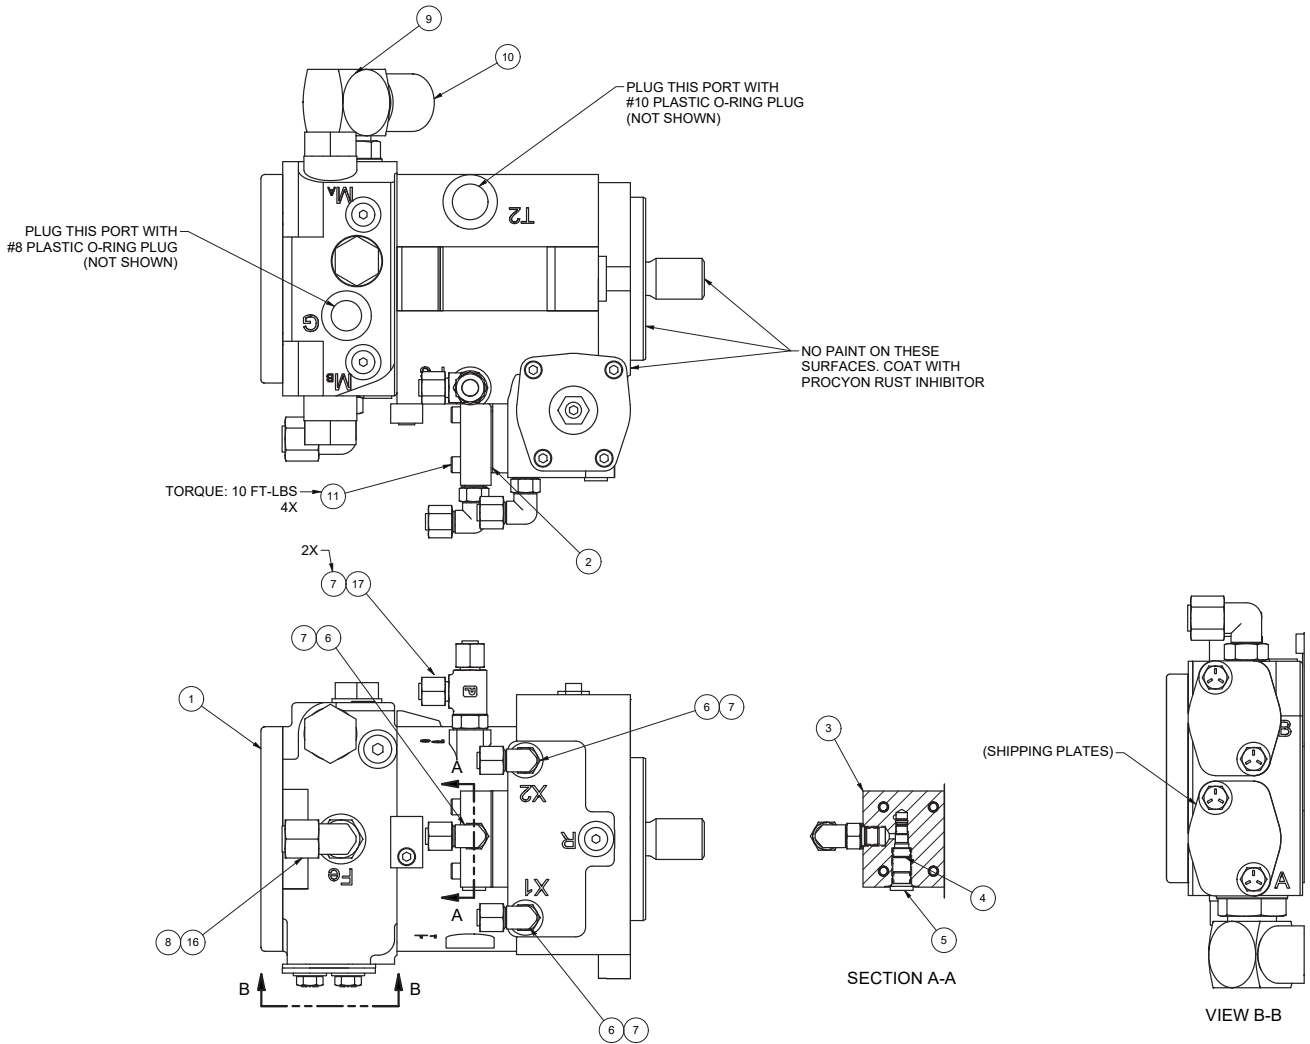 9
10
PLUG THIS PORT WITH
#10 PLASTIC O-RING PLUG
(NOT SHOWN)
MA
T2
PLUG THIS PORT WITH
#8 PLASTIC O-RING PLUG
(NOT SHOWN)
G
MB
NO PAINT ON THESE
SURFACES. COAT WITH
PROCYON RUST INHIBITOR
TORQUE: 10 FT-LBS
4X
11
2
2X
7 17
7 6
1
6 7
A
X2
R
Fe
X1
A
8 16
B B
6 7
3
4
5
SECTION A-A
(SHIPPING PLATES)
B
A
VIEW B-B